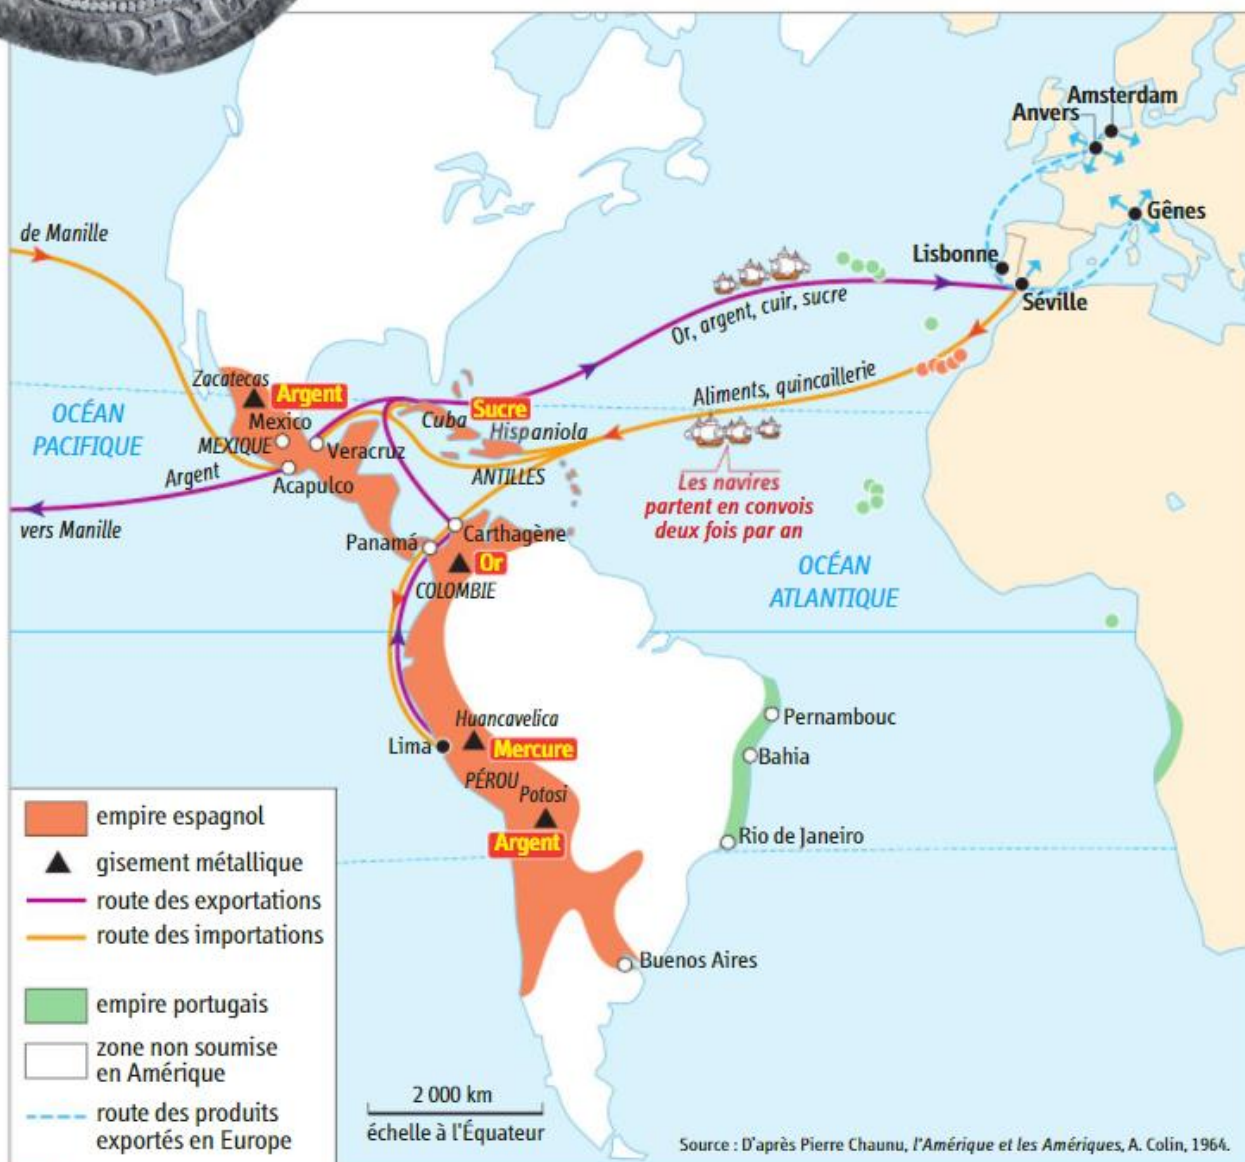 REG
Amsterdam
Anvers
Gênes
Lisbonne
Séville
de Manille
Or, argent, cuir, sucre
Zacatecas
Argent
Mexico
MEXIQUE
Veracruz
Cuba
Sucre
Hispaniola
Aliments, quincaillerie
OCÉAN
PACIFIQUE
Argent
Acapulco
ANTILLES
Les navires
partent en convois
deux fois par an
vers Manille
Panamá
Carthagène
Or
COLOMBIE
OCÉAN
ATLANTIQUE
Huancavelica
Lima
Mercure
PÉROU
Potosi
Argent
Pernambouc
Bahia
Rio de Janeiro
Buenos Aires
empire espagnol
gisement métallique
route des exportations
route des importations
empire portugais
zone non soumise
en Amérique
route des produits
exportés en Europe
2 000 km
échelle à l'Équateur
Source : D'après Pierre Chaunu, l'Amérique et les Amériques, A. Colin, 1964.